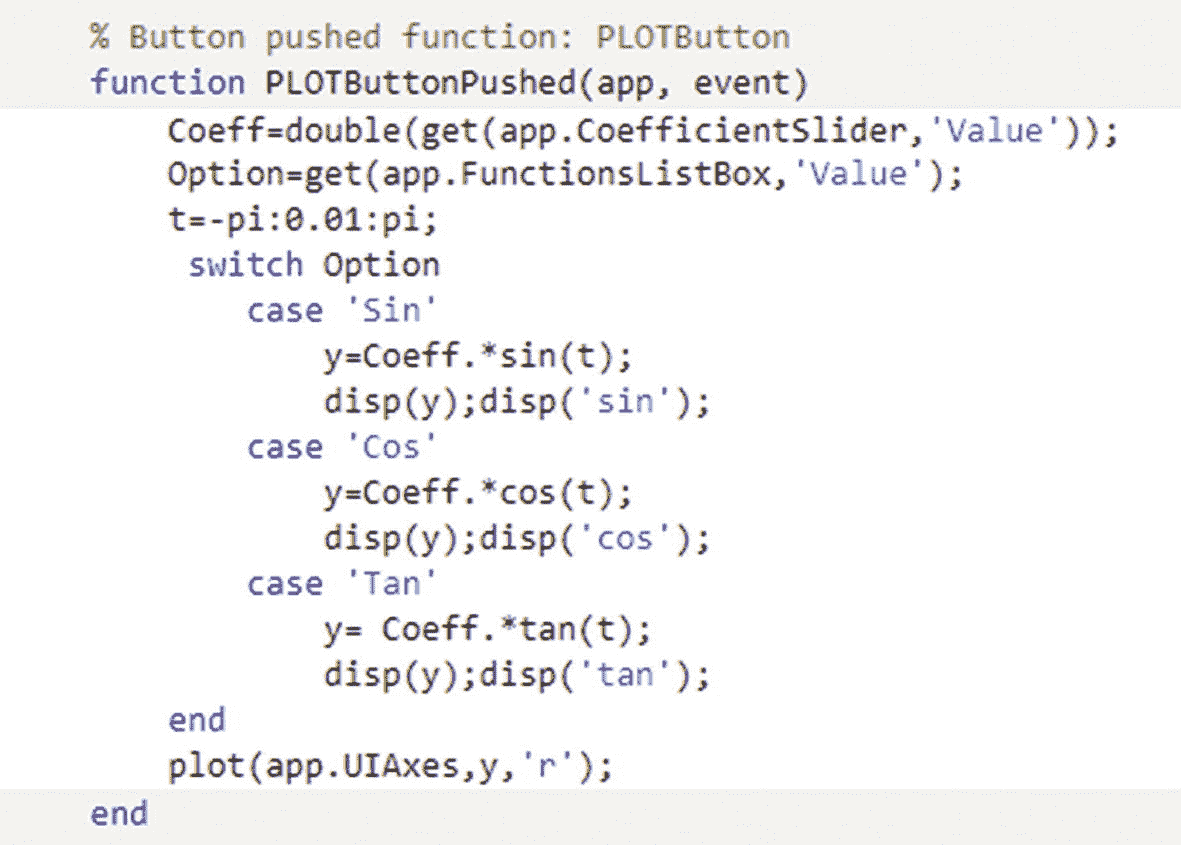 % Button pushed function: PLOTButton
function PLOTButtonPushed(app, event)
Coeff=double(get(app.CoefficientSlider,'Value'));
Option=get(app.FunctionsListBox,'Value');
t=-pi:0.01:pi;
switch Option
case 'Sin'
y=Coeff.*sin(t);
disp(y);disp('sin');
case 'Cos'
y=Coeff.*cos(t);
disp(y);disp('cos');
case 'Tan'
y= Coeff.*tan(t);
disp(y);disp('tan');
end
plot(app.UIAxes,y,'r');
end